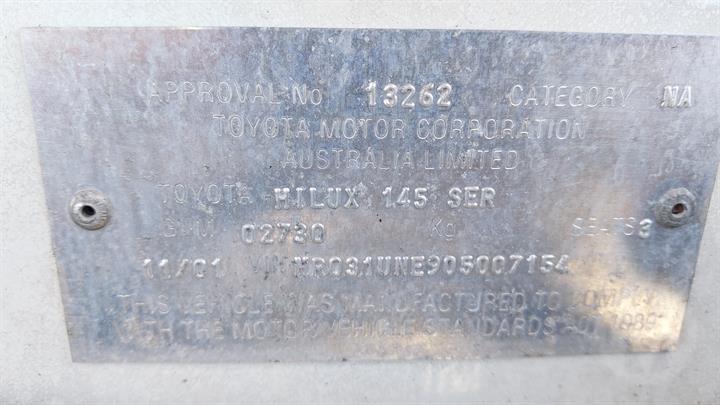 APPROVAL No 13262 CATEGORY NA
TOYOTA MOTOR CORPORATION
AUSTRALIA LIMITED
TOYOTA HILUX 145 SER
GVM 02730 Kg SEATS 3
11/01 VIN MR031UNE905007154
THIS VEHICLE WAS MANUFACTURED TO COMPLY
WITH THE MOTOR VEHICLE STANDARDS ACT 1989